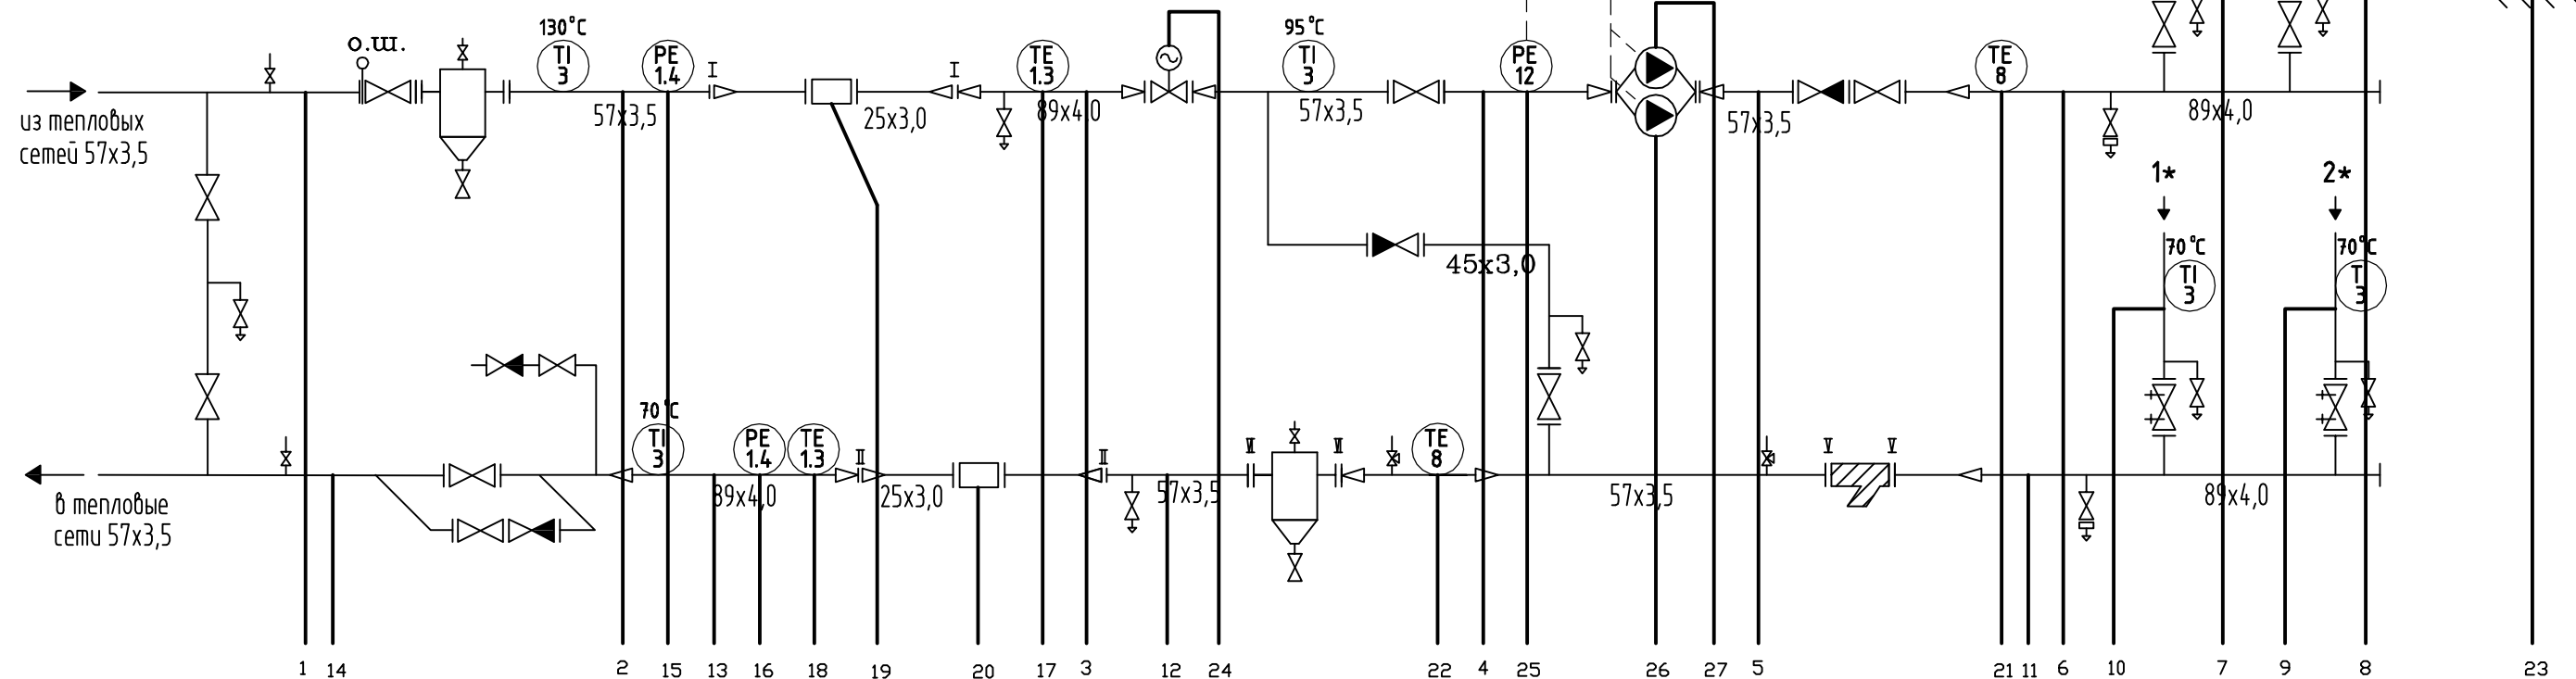 130°C
95°C
о.ш.
TI
3
PE
1.4
I
I
TE
1.3
TI
3
PE
12
TE
8
из тепловых
сетей 57х3,5
57х3,5
25х3,0
89х4,0
57х3,5
57х3,5
89х4,0
1*
2*
70°C
TI
3
70°C
3
45х3,0
70°C
TI
3
PE
1.4
TE
1.3
II
II
VI
VI
TE
8
V
V
в тепловые
сети 57х3,5
89х4,0
25х3,0
57х3,5
57х3,5
89х4,0
1 14 2 15 13 16 18 19 20 17 3 12 24 22 4 25 26 27 5 21 11 6 10 7 9 8 23